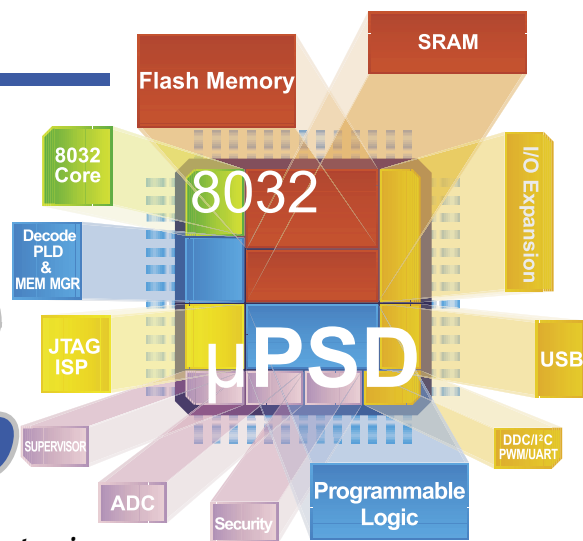 SRAM
Flash Memory
8032
Core
8032
I/O Expansion
Decode
PLD
&
MEM MGR
JTAG
ISP
µPSD
USB
SUPERVISOR
DDC/I²C
PWM/UART
ADC
Security
Programmable
Logic